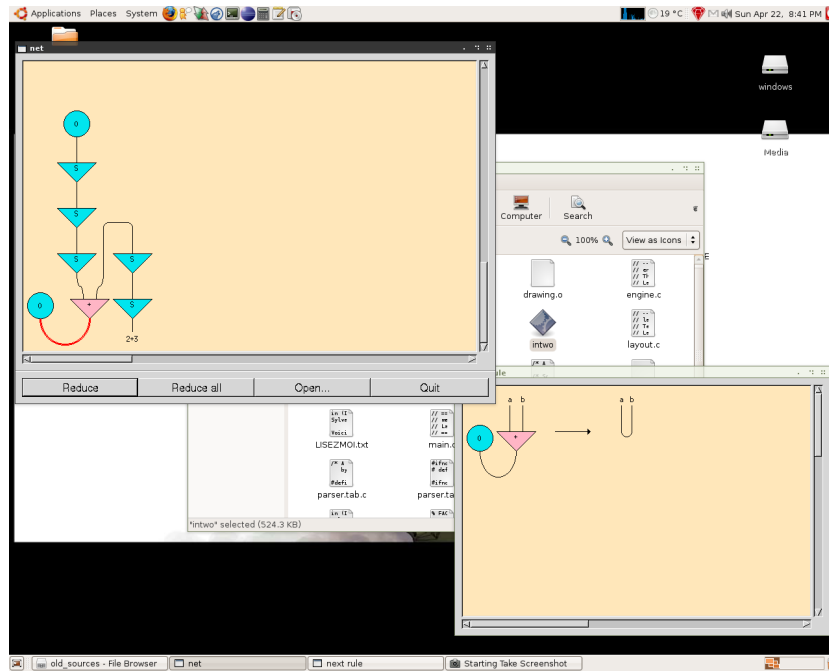 Applications Places System
19 °C
Sun Apr 22, 8:41 PM
net
windows
Media
0
S
S
S
S
0
+
S
2+3
Reduce
Reduce all
Open...
Quit
Computer
Search
100%
View as Icons
drawing.o
engine.c
intwo
layout.c
LISEZMOI.txt
main.c
parser.tab.c
parser.ta
"intwo" selected (524.3 KB)
a b
a b
0
+
old_sources - File Browser
net
next rule
Starting Take Screenshot